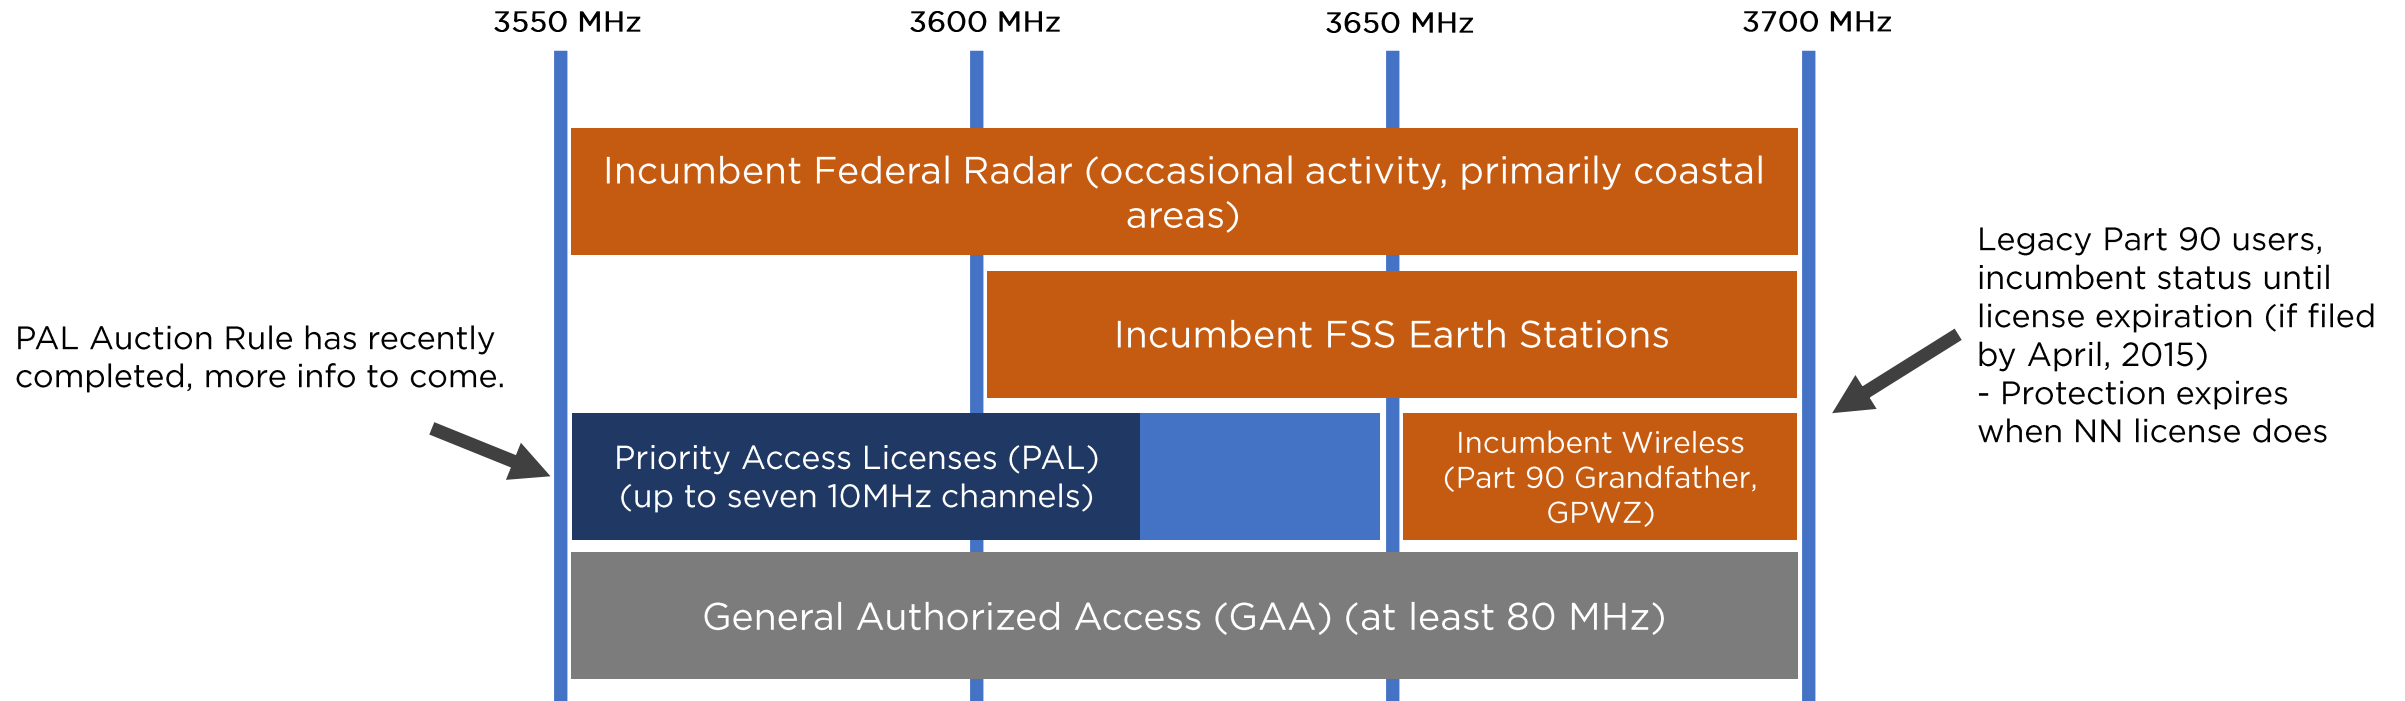 3550 MHz
3600 MHz
3650 MHz
3700 MHz
Incumbent Federal Radar (occasional activity, primarily coastal
areas)
Legacy Part 90 users,
incumbent status until
license expiration (if filed
by April, 2015)
- Protection expires
when NN license does
Incumbent FSS Earth Stations
PAL Auction Rule has recently
completed, more info to come.
Priority Access Licenses (PAL)
(up to seven 10MHz channels)
Incumbent Wireless
(Part 90 Grandfather,
GPWZ)
General Authorized Access (GAA) (at least 80 MHz)